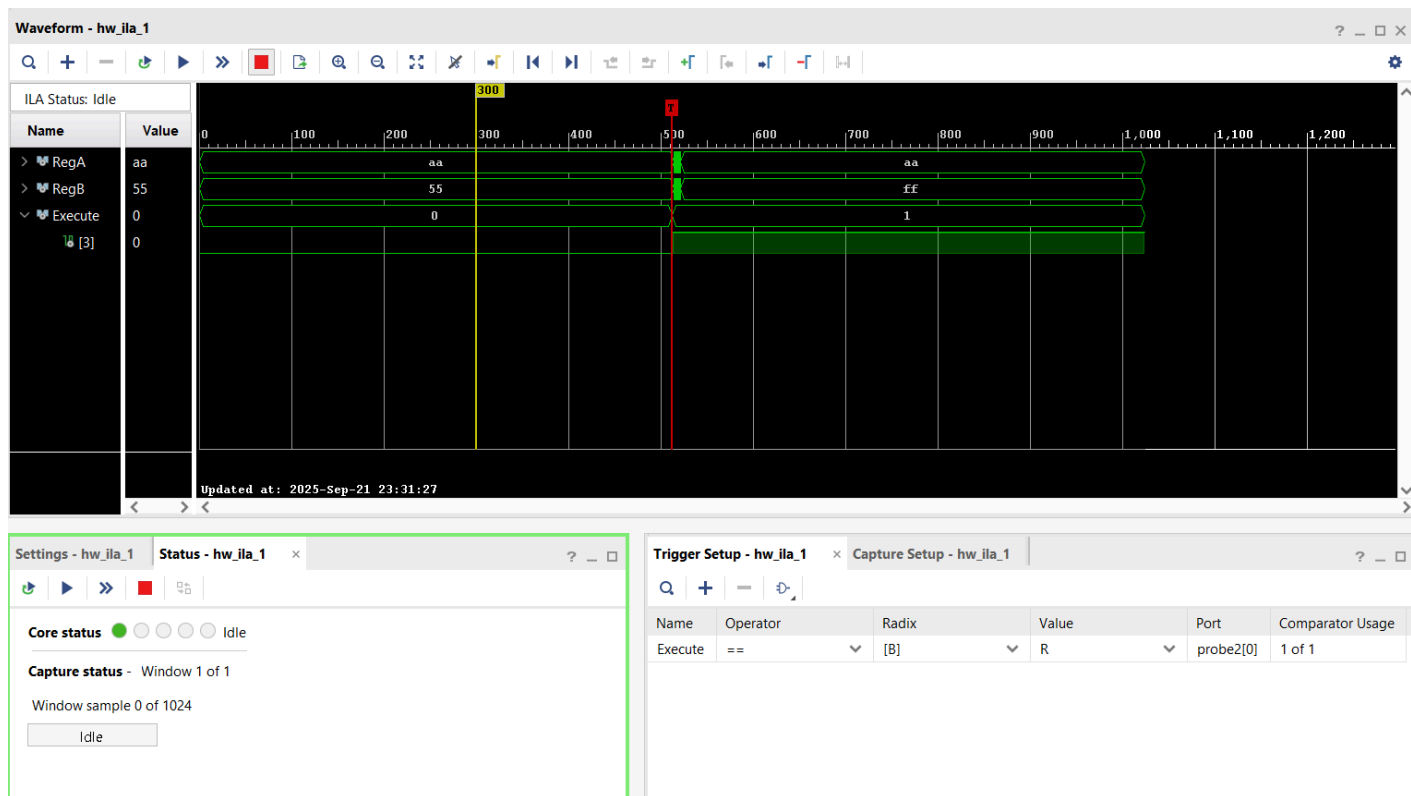 Waveform - hw_ila_1
ILA Status: Idle
Name Value
300
T
0 100 200 300 400 500 600 700 800 900 1,000 1,100 1,200
RegA aa aa aa
RegB 55 55 ff
Execute 0 0 1
[3] 0
Updated at: 2025-Sep-21 23:31:27
Settings - hw_ila_1 Status - hw_ila_1
Core status Idle
Capture status - Window 1 of 1
Window sample 0 of 1024
Idle
Trigger Setup - hw_ila_1 Capture Setup - hw_ila_1
Name Operator Radix Value Port Comparator Usage
Execute == [B] R probe2[0] 1 of 1